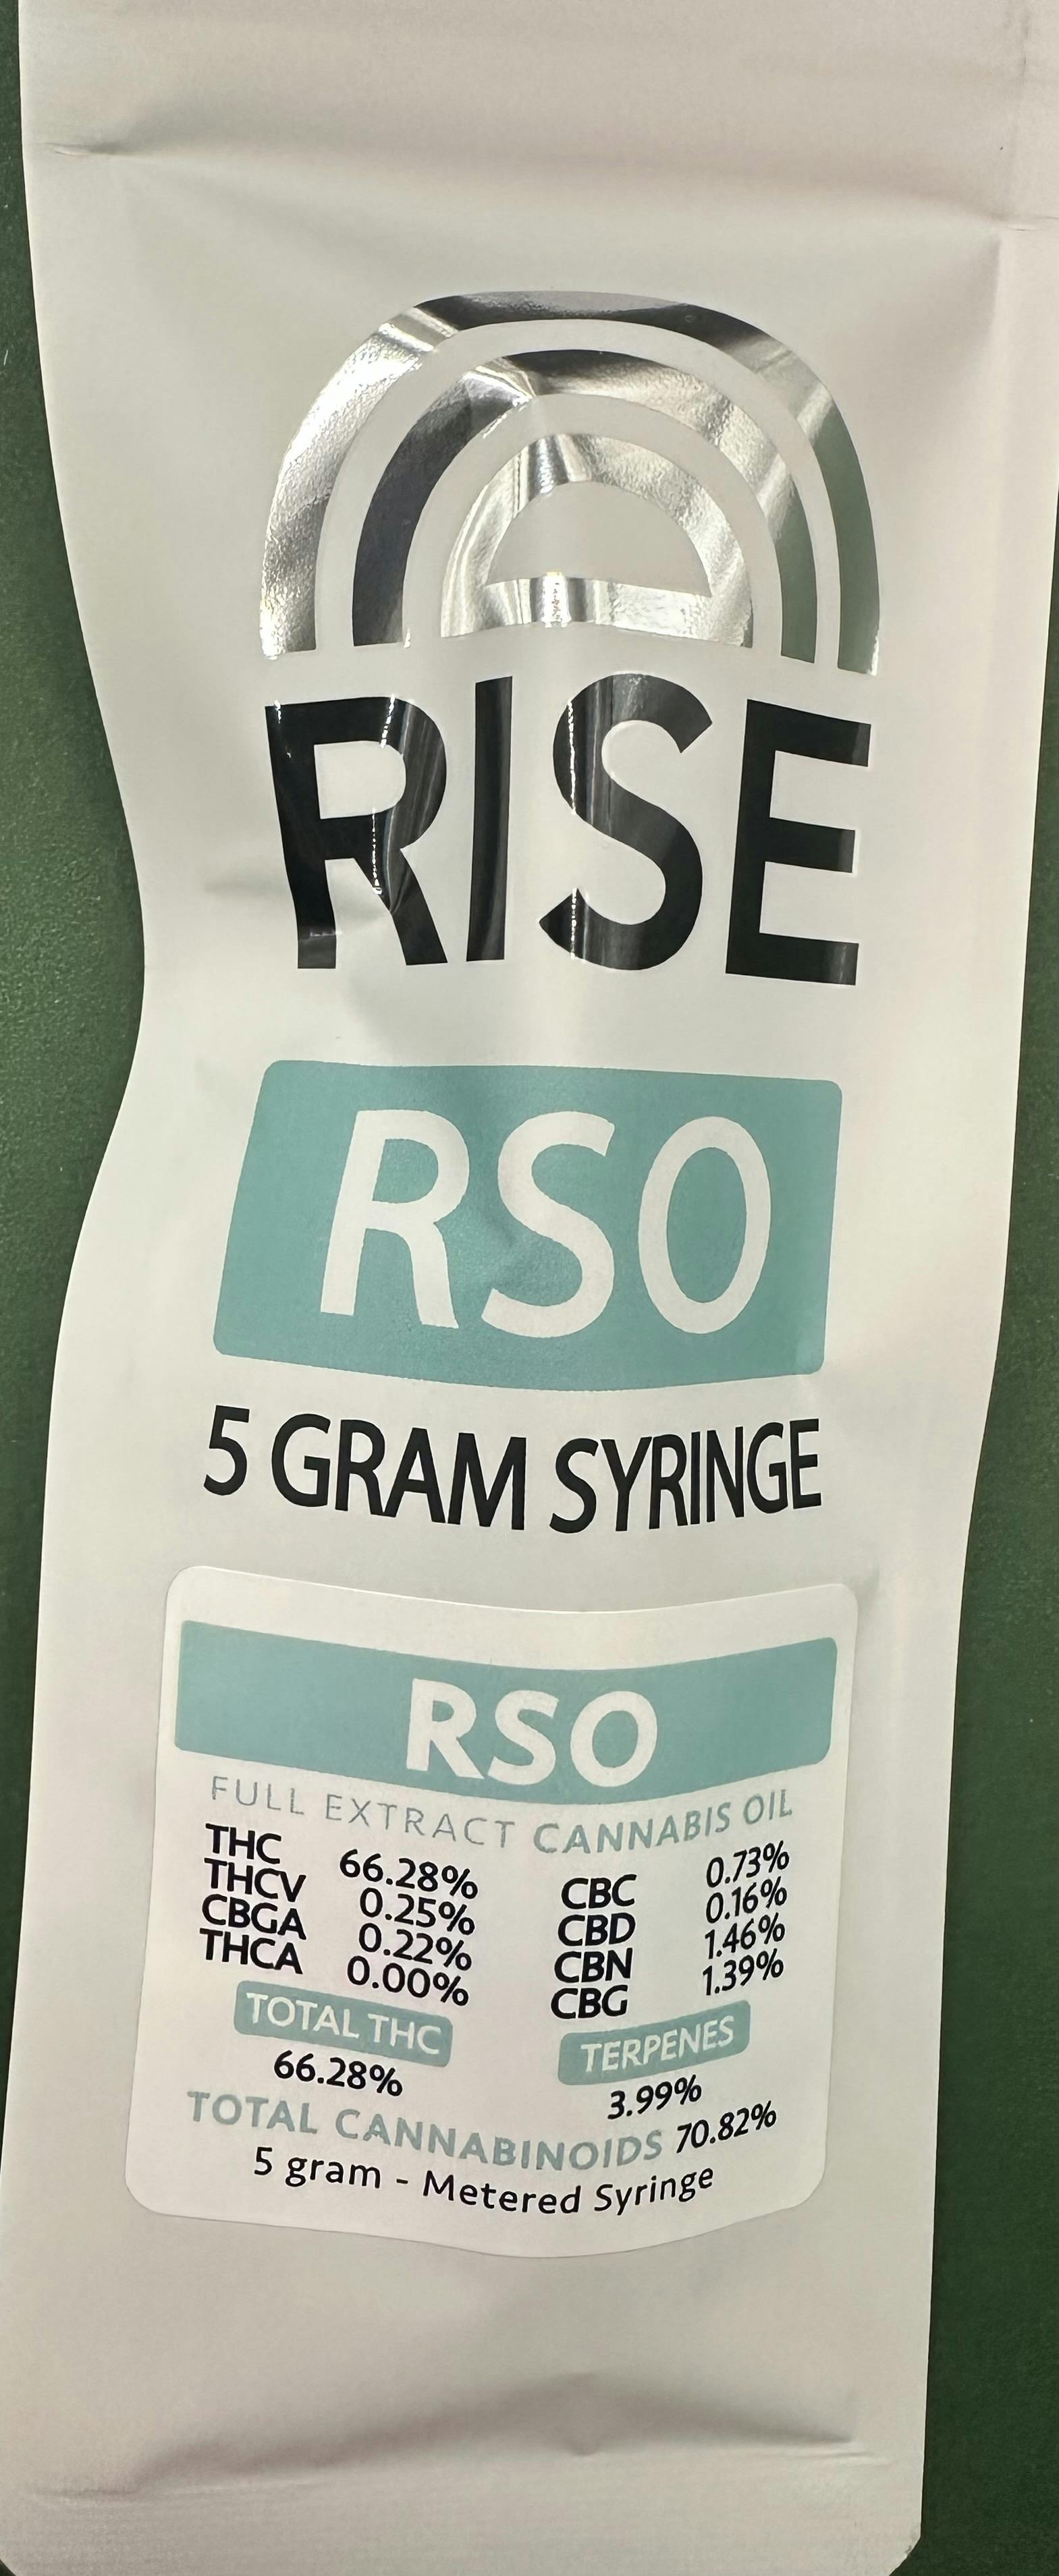 RISE
RSO
5 GRAM SYRINGE
RSO
FULL EXTRACT CANNABIS OIL
THC 66.28% CBC 0.73%
THCV 0.25% CBD 0.16%
CBGA 0.22% CBN 1.46%
THCA 0.00% CBG 1.39%
TOTAL THC TERPENES
66.28% 3.99%
TOTAL CANNABINOIDS 70.82%
5 gram - Metered Syringe